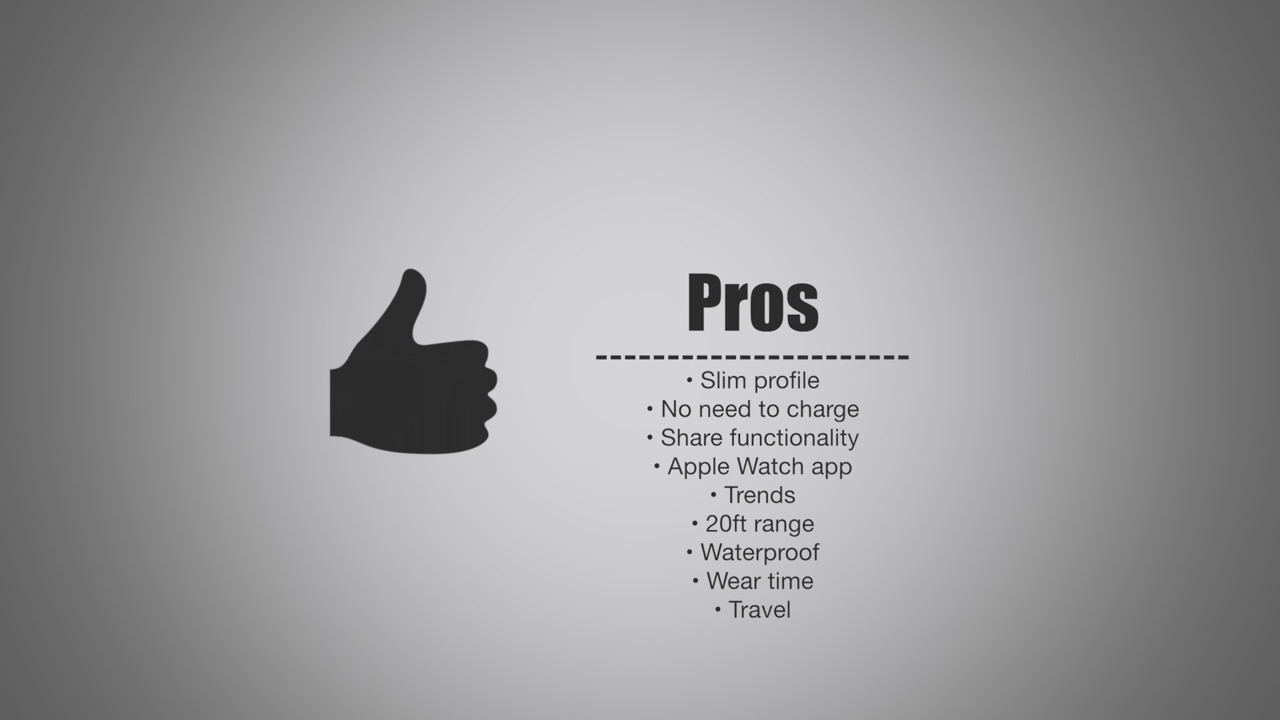 Pros
----------------------
• Slim profile
• No need to charge
• Share functionality
• Apple Watch app
• Trends
• 20ft range
• Waterproof
• Wear time
• Travel